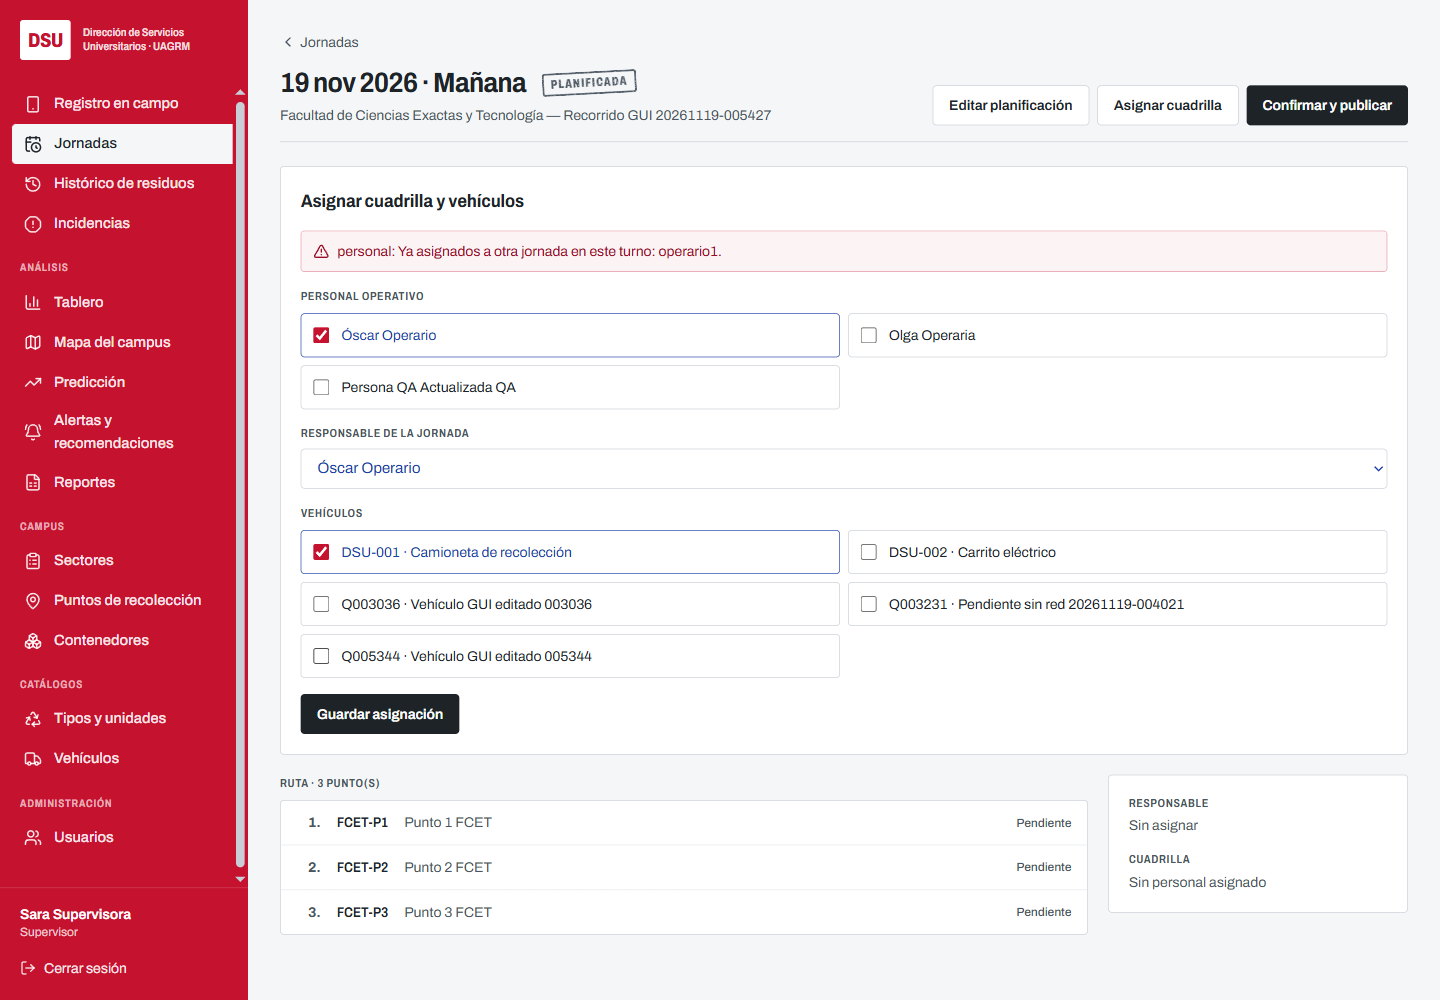 DSU
Dirección de Servicios
Universitarios · UAGRM
Registro en campo
Jornadas
Histórico de residuos
Incidencias
ANÁLISIS
Tablero
Mapa del campus
Predicción
Alertas y
recomendaciones
Reportes
CAMPUS
Sectores
Puntos de recolección
Contenedores
CATÁLOGOS
Tipos y unidades
Vehículos
ADMINISTRACIÓN
Usuarios
Sara Supervisora
Supervisor
Cerrar sesión
Jornadas
19 nov 2026 · Mañana
PLANIFICADA
Facultad de Ciencias Exactas y Tecnología — Recorrido GUI 20261119-005427
Editar planificación
Asignar cuadrilla
Confirmar y publicar
Asignar cuadrilla y vehículos
personal: Ya asignados a otra jornada en este turno: operario1.
PERSONAL OPERATIVO
Óscar Operario
Olga Operaria
Persona QA Actualizada QA
RESPONSABLE DE LA JORNADA
Óscar Operario
VEHÍCULOS
DSU-001 · Camioneta de recolección
DSU-002 · Carrito eléctrico
Q003036 · Vehículo GUI editado 003036
Q003231 · Pendiente sin red 20261119-004021
Q005344 · Vehículo GUI editado 005344
Guardar asignación
RUTA · 3 PUNTO(S)
1. FCET-P1 Punto 1 FCET Pendiente
2. FCET-P2 Punto 2 FCET Pendiente
3. FCET-P3 Punto 3 FCET Pendiente
RESPONSABLE
Sin asignar
CUADRILLA
Sin personal asignado